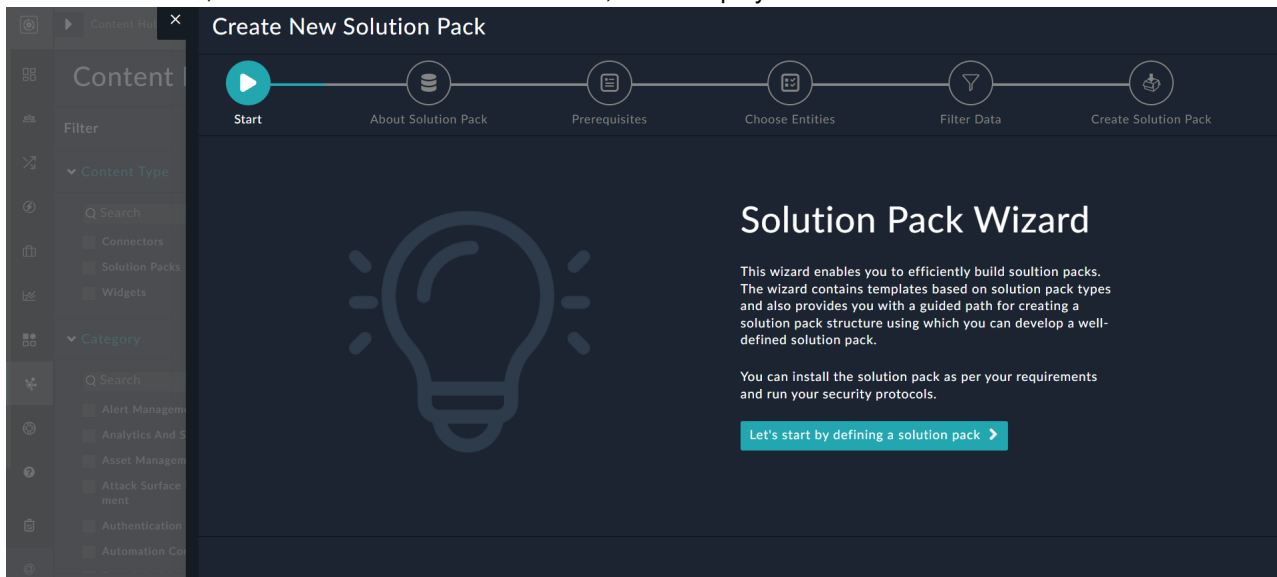 Content Hu
Create New Solution Pack
Content
Start
About Solution Pack
Prerequisites
Choose Entities
Filter Data
Create Solution Pack
Filter
Content Type
Search
Connectors
Solution Packs
Widgets
Category
Search
Alert Managem
Analytics And S
Asset Managem
Attack Surface
ment
Authentication
Automation Co
Solution Pack Wizard
This wizard enables you to efficiently build soultion packs.
The wizard contains templates based on solution pack types
and also provides you with a guided path for creating a
solution pack structure using which you can develop a well-
defined solution pack.
You can install the solution pack as per your requirements
and run your security protocols.
Let's start by defining a solution pack